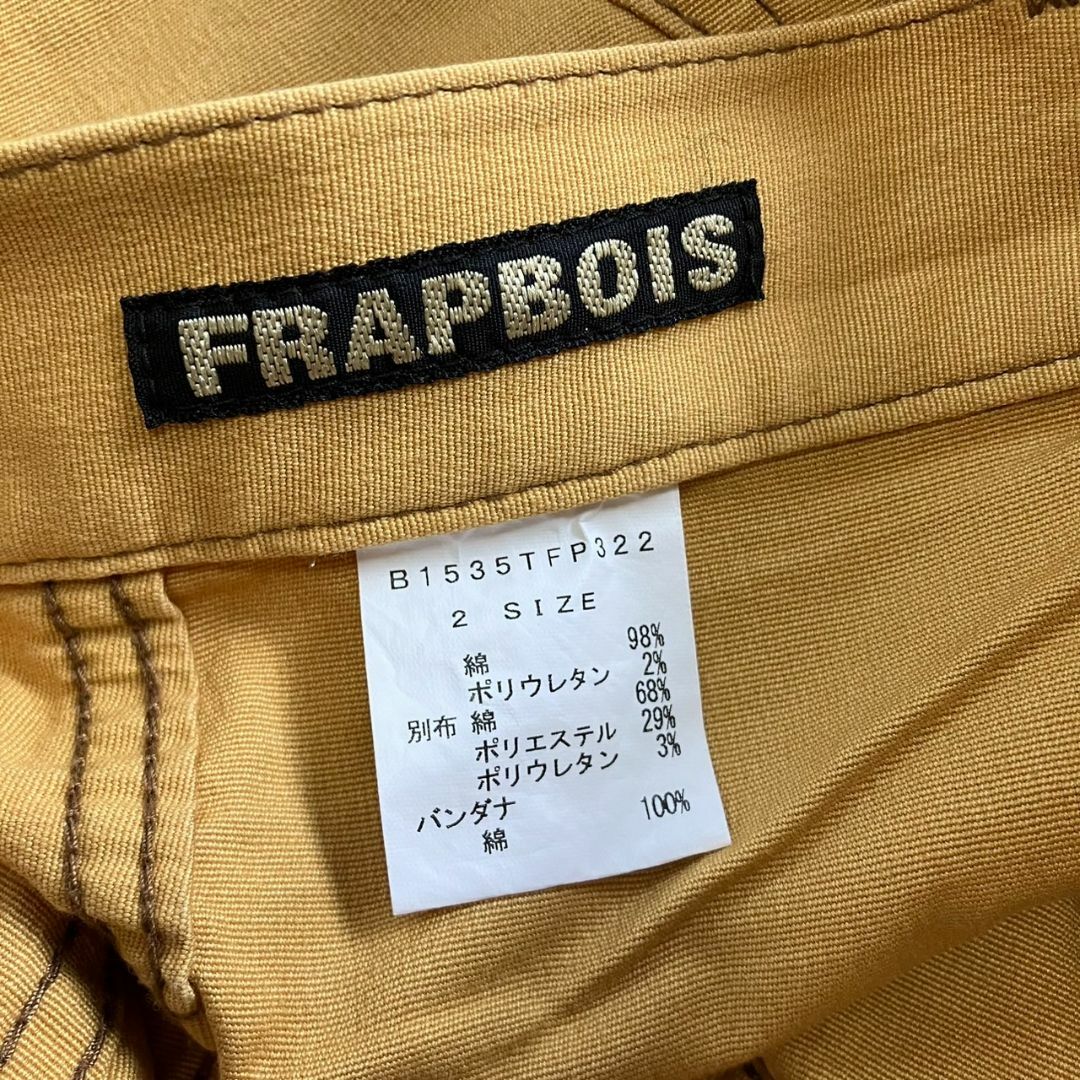 FRAPBOIS
B1535TFP322
2 SIZE
綿 98%
ポリウレタン 2%
別布 綿 68%
ポリエステル 29%
ポリウレタン 3%
バンダナ
綿 100%